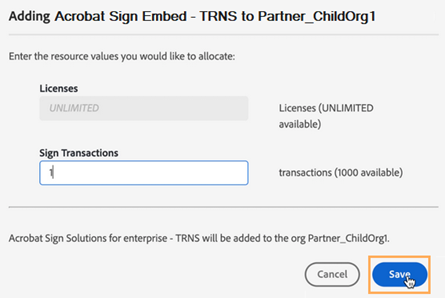 Adding Acrobat Sign Embed - TRNS to Partner_ChildOrg1
Enter the resource values you would like to allocate:
Licenses
UNLIMITED
Licenses (UNLIMITED
available)
Sign Transactions
1
transactions (1000 available)
Acrobat Sign Solutions for enterprise - TRNS will be added to the org Partner_ChildOrg1.
Cancel
Save